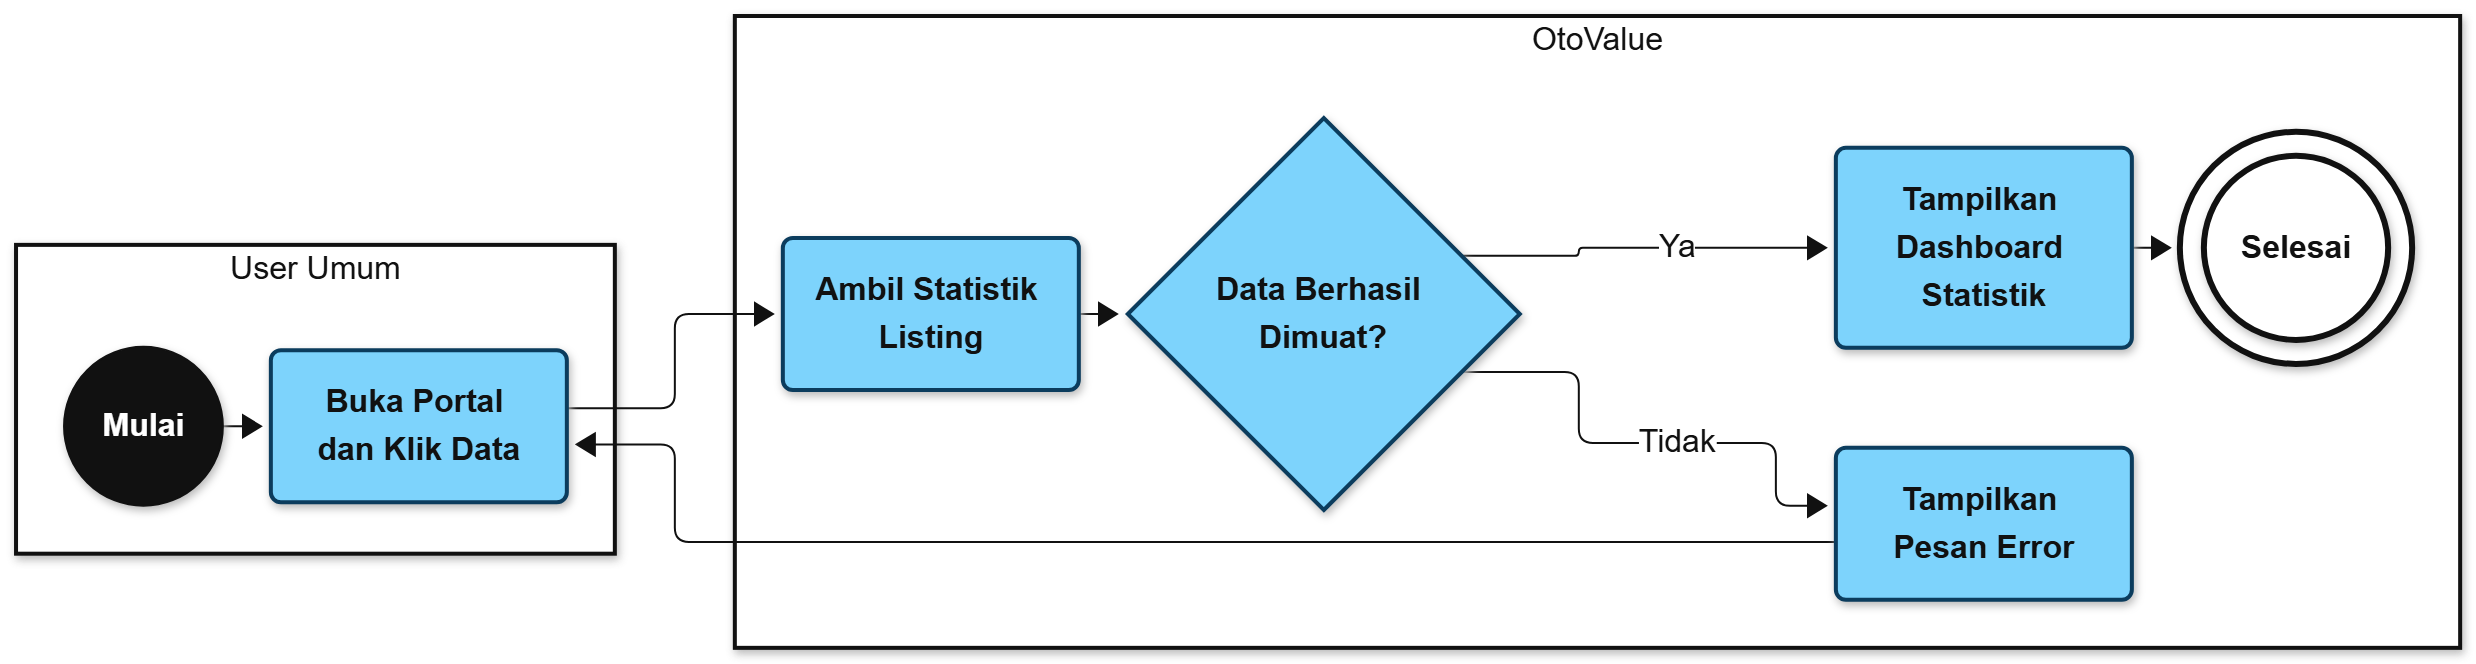 User Umum
Mulai
Buka Portal
dan Klik Data
OtoValue
Ambil Statistik
Listing
Data Berhasil
Dimuat?
Ya
Tidak
Tampilkan
Dashboard
Statistik
Selesai
Tampilkan
Pesan Error